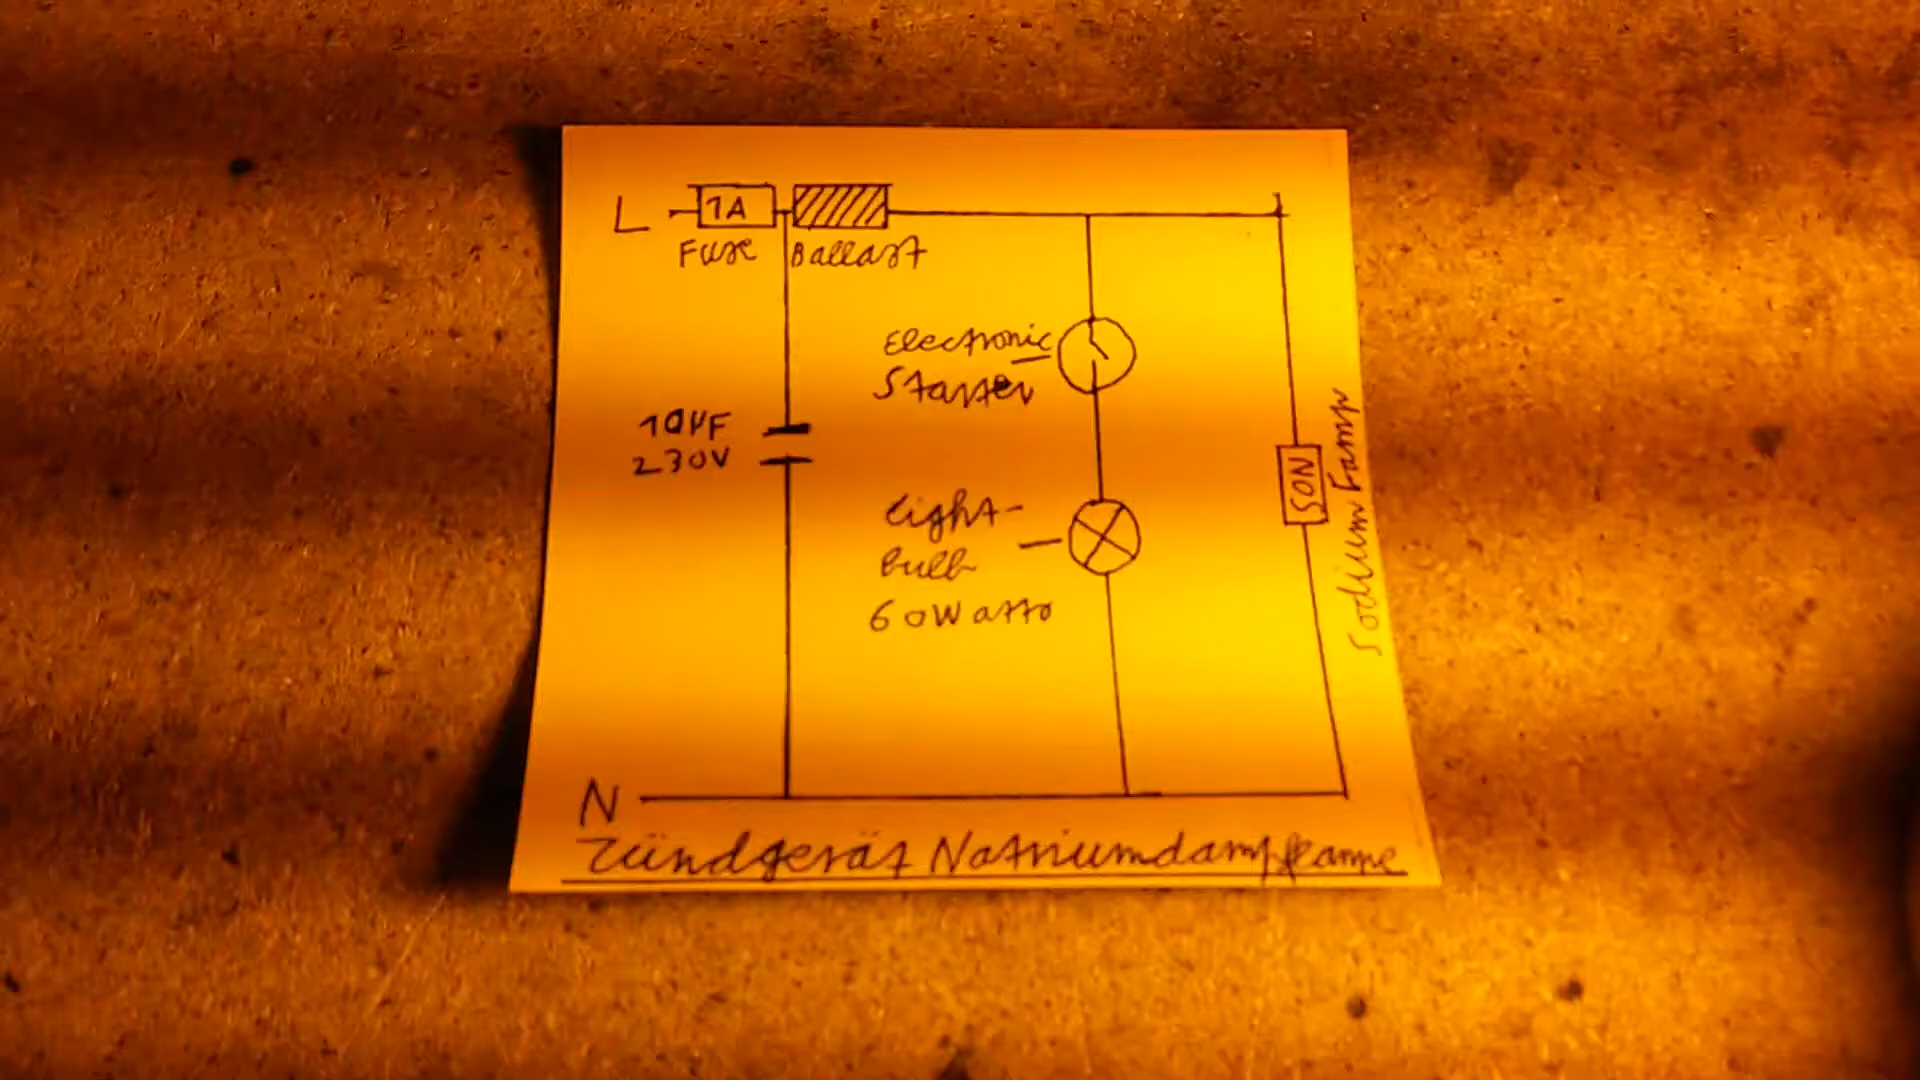 L
1A
Fuse
Ballast
Electronic
Starter
10µF
230V
Light-
bulb
60Watts
SON
Sodium Lamp
N
Zündgerät Natriumdampflampe